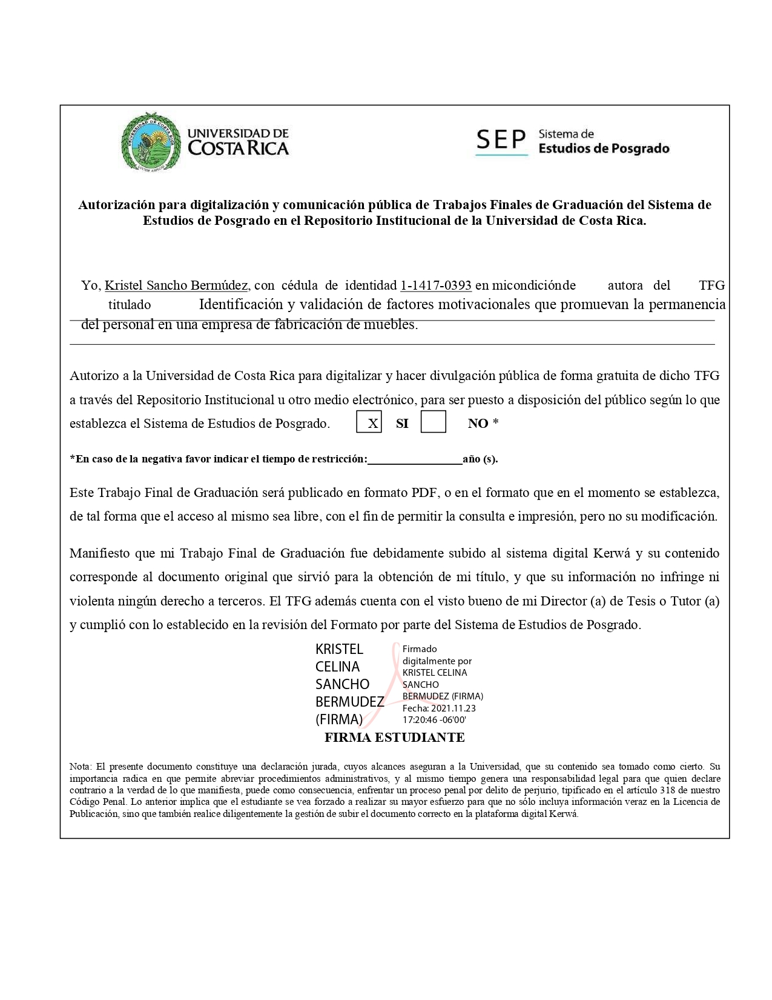 UNIVERSIDAD DE COSTA RICA
LUCEM ASPICIO
UNIVERSIDAD DE
COSTA RICA
SEP
Sistema de
Estudios de Posgrado
Autorización para digitalización y comunicación pública de Trabajos Finales de Graduación del Sistema de
Estudios de Posgrado en el Repositorio Institucional de la Universidad de Costa Rica.
Yo, Kristel Sancho Bermúdez, con cédula de identidad 1-1417-0393 en micondiciónde autora del TFG
titulado Identificación y validación de factores motivacionales que promuevan la permanencia
del personal en una empresa de fabricación de muebles.
Autorizo a la Universidad de Costa Rica para digitalizar y hacer divulgación pública de forma gratuita de dicho TFG
a través del Repositorio Institucional u otro medio electrónico, para ser puesto a disposición del público según lo que
establezca el Sistema de Estudios de Posgrado. X SI NO *
*En caso de la negativa favor indicar el tiempo de restricción:_________________año (s).
Este Trabajo Final de Graduación será publicado en formato PDF, o en el formato que en el momento se establezca,
de tal forma que el acceso al mismo sea libre, con el fin de permitir la consulta e impresión, pero no su modificación.
Manifiesto que mi Trabajo Final de Graduación fue debidamente subido al sistema digital Kerwá y su contenido
corresponde al documento original que sirvió para la obtención de mi título, y que su información no infringe ni
violenta ningún derecho a terceros. El TFG además cuenta con el visto bueno de mi Director (a) de Tesis o Tutor (a)
y cumplió con lo establecido en la revisión del Formato por parte del Sistema de Estudios de Posgrado.
KRISTEL
CELINA
SANCHO
BERMUDEZ
(FIRMA)
Firmado
digitalmente por
KRISTEL CELINA
SANCHO
BERMUDEZ (FIRMA)
Fecha: 2021.11.23
17:20:46 -06'00'
FIRMA ESTUDIANTE
Nota: El presente documento constituye una declaración jurada, cuyos alcances aseguran a la Universidad, que su contenido sea tomado como cierto. Su
importancia radica en que permite abreviar procedimientos administrativos, y al mismo tiempo genera una responsabilidad legal para que quien declare
contrario a la verdad de lo que manifiesta, puede como consecuencia, enfrentar un proceso penal por delito de perjurio, tipificado en el artículo 318 de nuestro
Código Penal. Lo anterior implica que el estudiante se vea forzado a realizar su mayor esfuerzo para que no sólo incluya información veraz en la Licencia de
Publicación, sino que también realice diligentemente la gestión de subir el documento correcto en la plataforma digital Kerwá.